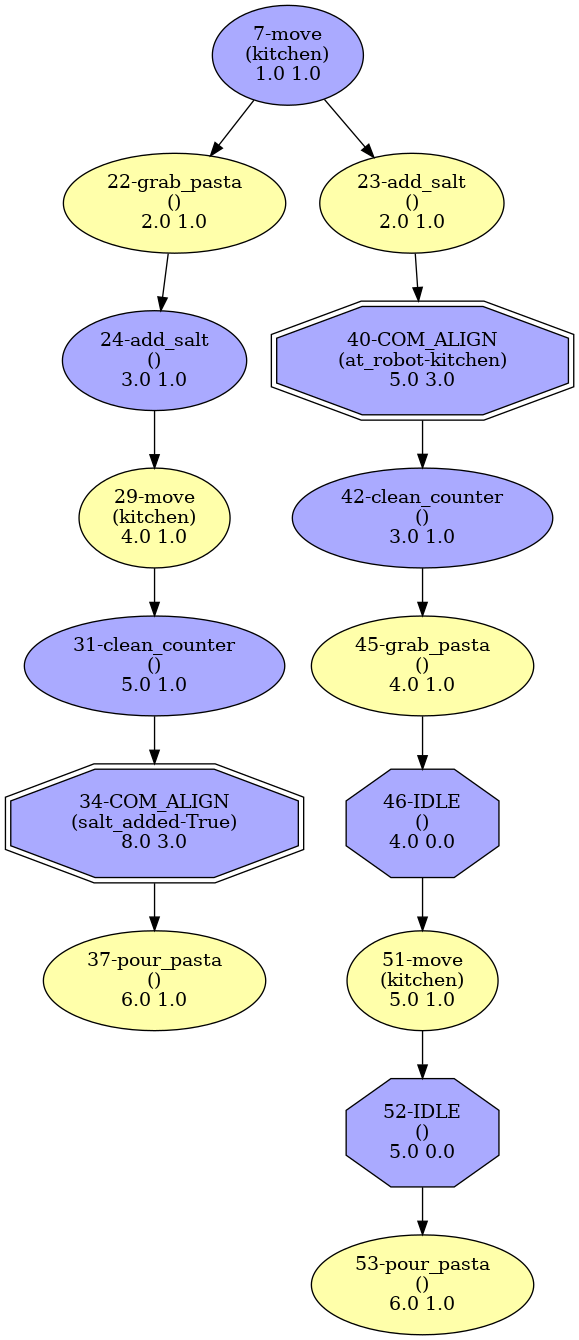 7-move
(kitchen)
1.0 1.0
22-grab_pasta
()
2.0 1.0
23-add_salt
()
2.0 1.0
24-add_salt
()
3.0 1.0
40-COM_ALIGN
(at_robot-kitchen)
5.0 3.0
29-move
(kitchen)
4.0 1.0
42-clean_counter
()
3.0 1.0
31-clean_counter
()
5.0 1.0
45-grab_pasta
()
4.0 1.0
34-COM_ALIGN
(salt_added-True)
8.0 3.0
46-IDLE
()
4.0 0.0
37-pour_pasta
()
6.0 1.0
51-move
(kitchen)
5.0 1.0
52-IDLE
()
5.0 0.0
53-pour_pasta
()
6.0 1.0